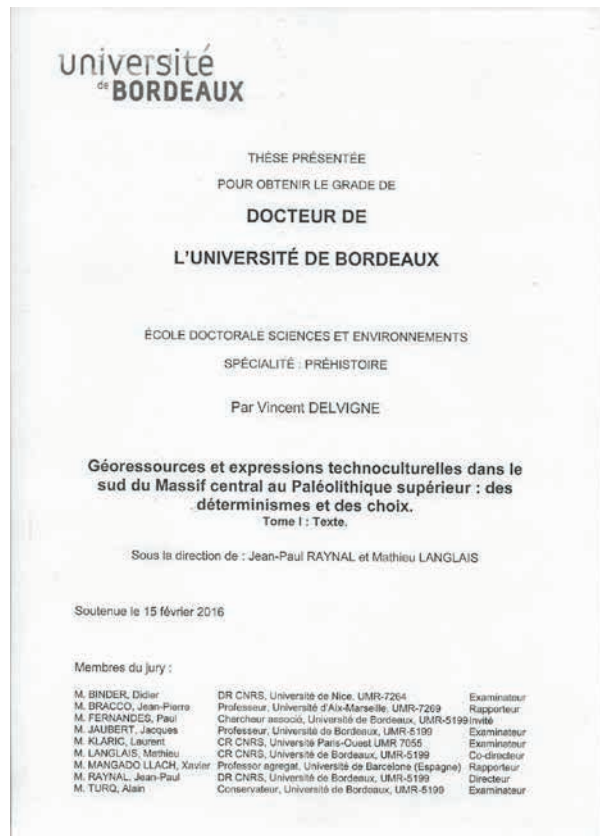 université
de BORDEAUX
THÈSE PRÉSENTÉE
POUR OBTENIR LE GRADE DE
DOCTEUR DE
L'UNIVERSITÉ DE BORDEAUX
ÉCOLE DOCTORALE SCIENCES ET ENVIRONNEMENTS
SPÉCIALITÉ : PRÉHISTOIRE
Par Vincent DELVIGNE
Géoressources et expressions technoculturelles dans le
sud du Massif central au Paléolithique supérieur : des
déterminismes et des choix.
Tome I : Texte.
Sous la direction de : Jean-Paul RAYNAL et Mathieu LANGLAIS
Soutenue le 15 février 2016
Membres du jury :
M. BINDER, Didier DR CNRS, Université de Nice, UMR-7264 Examinateur
M. BRACCO, Jean-Pierre Professeur, Université d'Aix-Marseille, UMR-7269 Rapporteur
M. FERNANDES, Paul Chercheur associé, Université de Bordeaux, UMR-5199 Invité
M. JAUBERT, Jacques Professeur, Université de Bordeaux, UMR-5199 Examinateur
M. KLARIC, Laurent CR CNRS, Université Paris-Ouest UMR 7055 Examinateur
M. LANGLAIS, Mathieu CR CNRS, Université de Bordeaux, UMR-5199 Co-directeur
M. MANGADO LLACH, Xavier Professor agregat, Université de Barcelone (Espagne) Rapporteur
M. RAYNAL, Jean-Paul DR CNRS, Université de Bordeaux, UMR-5199 Directeur
M. TURQ, Alain Conservateur, Université de Bordeaux, UMR-5199 Examinateur